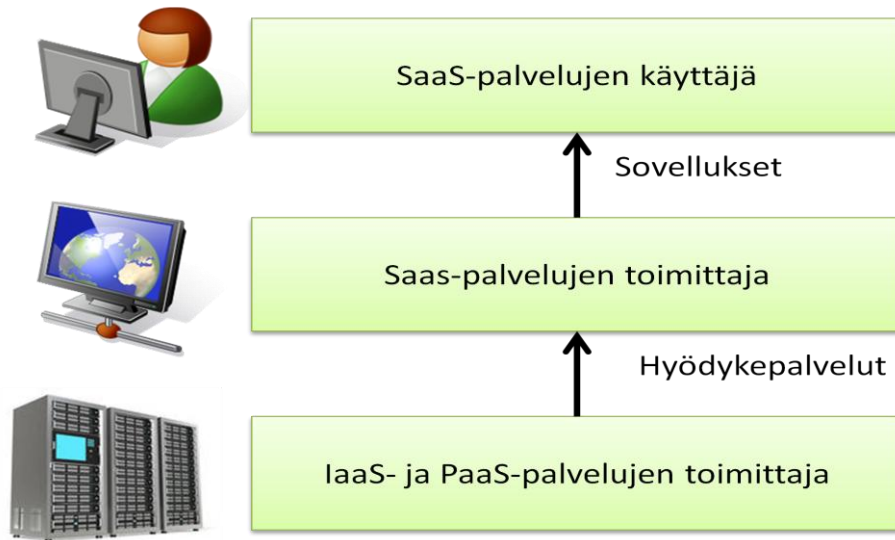 SaaS-palvelujen käyttäjä
Sovellukset
Saas-palvelujen toimittaja
Hyödykepalvelut
IaaS- ja PaaS-palvelujen toimittaja